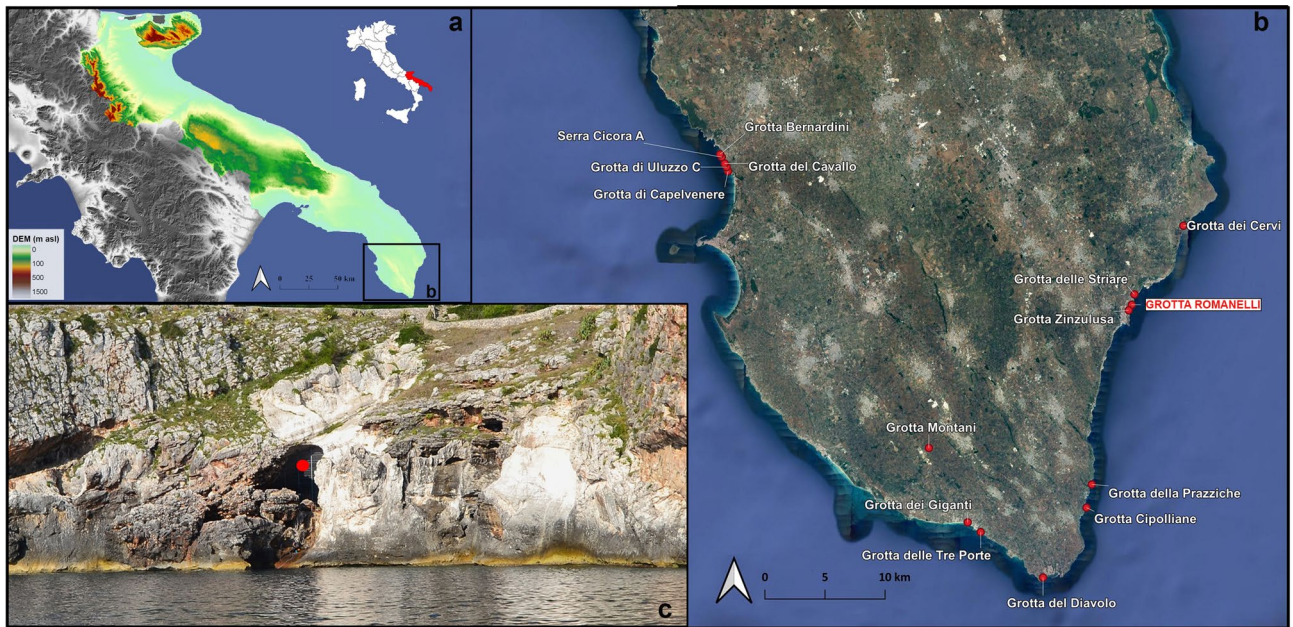 a
DEM (m asl)
0
100
500
1500
0 25 50 km
b
b
Serra Cicora A
Grotta Bernardini
Grotta di Uluzzo C
Grotta del Cavallo
Grotta di Capelvenere
Grotta dei Cervi
Grotta delle Striare
GROTTA ROMANELLI
Grotta Zinzulusa
Grotta Montani
Grotta della Prazziche
Grotta dei Giganti
Grotta Cipolliane
Grotta delle Tre Porte
Grotta del Diavolo
0 5 10 km
c